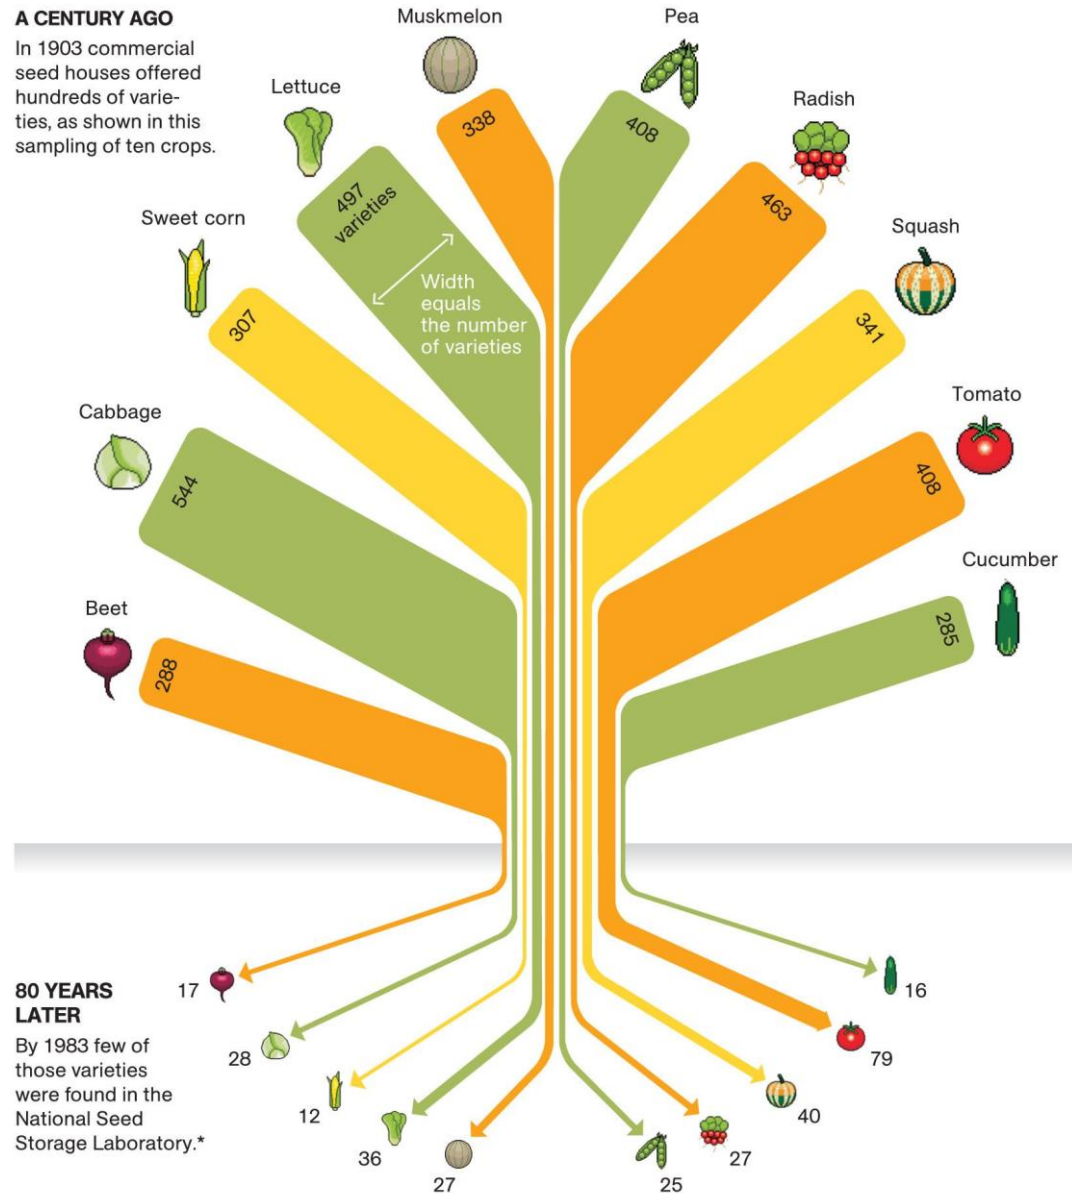 A CENTURY AGO
In 1903 commercial
seed houses offered
hundreds of varie-
ties, as shown in this
sampling of ten crops.
Muskmelon
Pea
Lettuce
Radish
Sweet corn
Squash
Cabbage
Tomato
Beet
Cucumber
338
408
497
varieties
463
Width
equals
the number
of varieties
307
341
544
408
288
285
80 YEARS
LATER
By 1983 few of
those varieties
were found in the
National Seed
Storage Laboratory.*
17
28
12
36
27
25
27
40
79
16